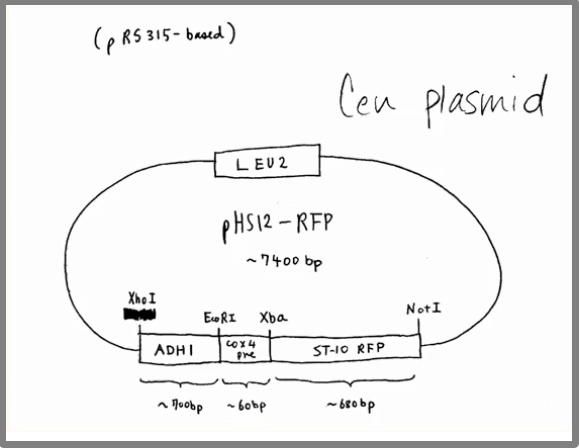 (pRS315-based)
Cen plasmid
LEU2
pHS12-RFP
~7400 bp
XhoI
EcoRI
Xba
NotI
ADH1
cox4
pre
ST-10 RFP
~700bp
~60bp
~680bp